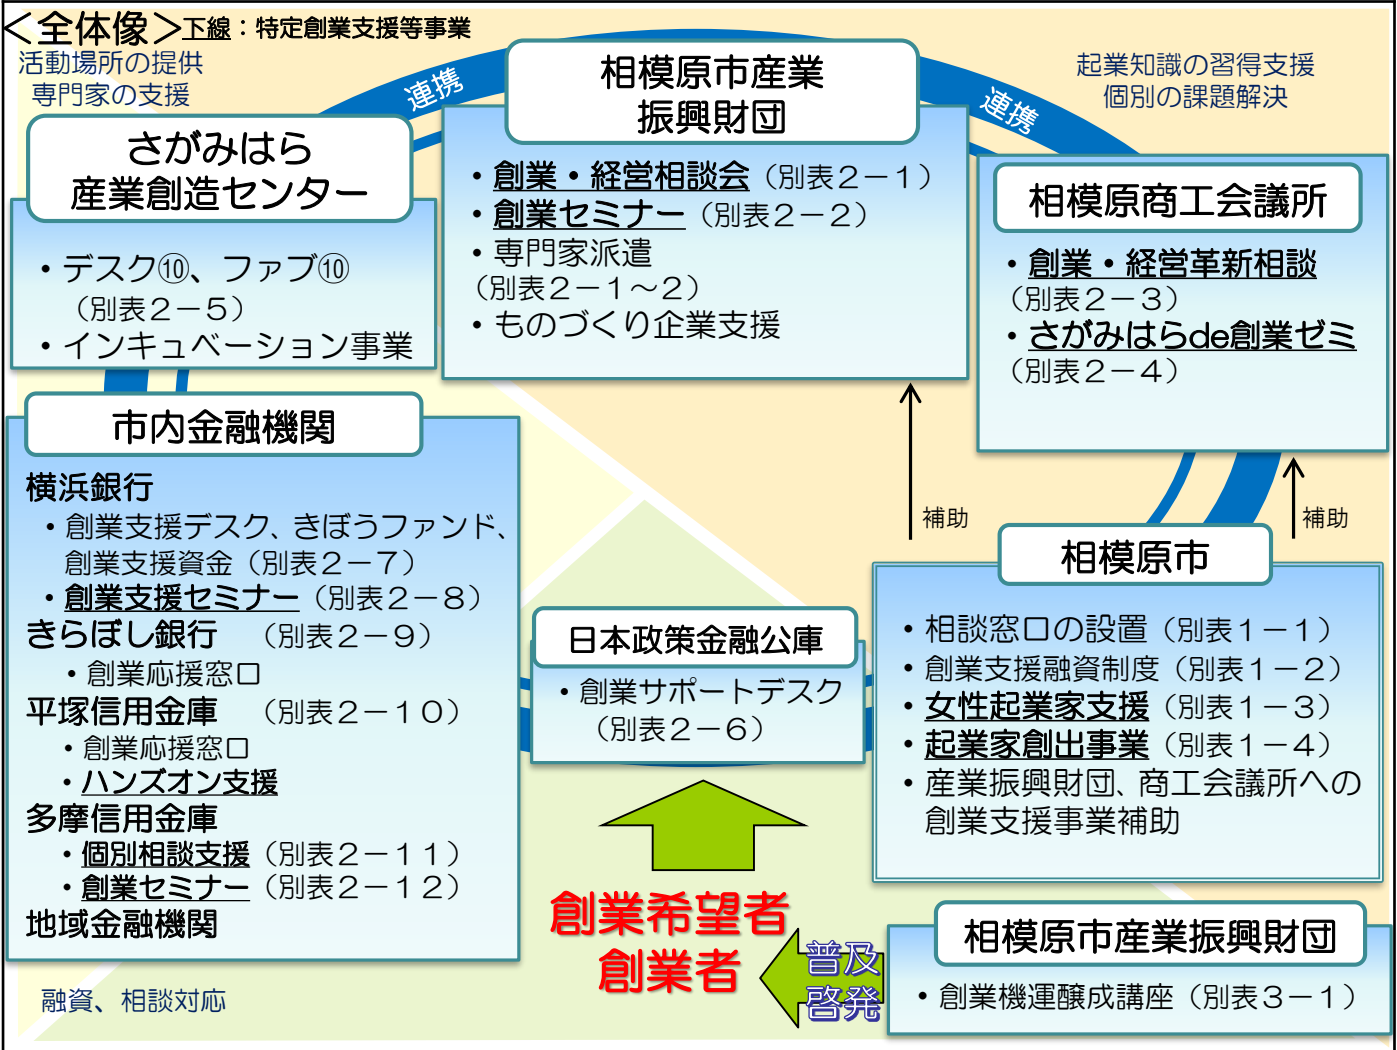 ＜全体像＞下線：特定創業支援等事業
活動場所の提供
専門家の支援
連携
連携
起業知識の習得支援
個別の課題解決
さがみはら
産業創造センター
・デスク⑩、ファブ⑩
（別表２－５）
・インキュベーション事業
相模原市産業
振興財団
・創業・経営相談会（別表２－１）
・創業セミナー（別表２－２）
・専門家派遣
（別表２－１～２）
・ものづくり企業支援
相模原商工会議所
・創業・経営革新相談
（別表２－３）
・さがみはらde創業ゼミ
（別表２－４）
市内金融機関
横浜銀行
・創業支援デスク、きぼうファンド、
創業支援資金（別表２－７）
・創業支援セミナー（別表２－８）
きらぼし銀行　（別表２－９）
・創業応援窓口
平塚信用金庫　（別表２－１０）
・創業応援窓口
・ハンズオン支援
多摩信用金庫
・個別相談支援（別表２－１１）
・創業セミナー（別表２－１２）
地域金融機関
融資、相談対応
日本政策金融公庫
・創業サポートデスク
（別表２－６）
補助
補助
相模原市
・相談窓口の設置（別表１－１）
・創業支援融資制度（別表１－２）
・女性起業家支援（別表１－３）
・起業家創出事業（別表１－４）
・産業振興財団、商工会議所への
創業支援事業補助
創業希望者
創業者
普及
啓発
相模原市産業振興財団
・創業機運醸成講座（別表３－１）